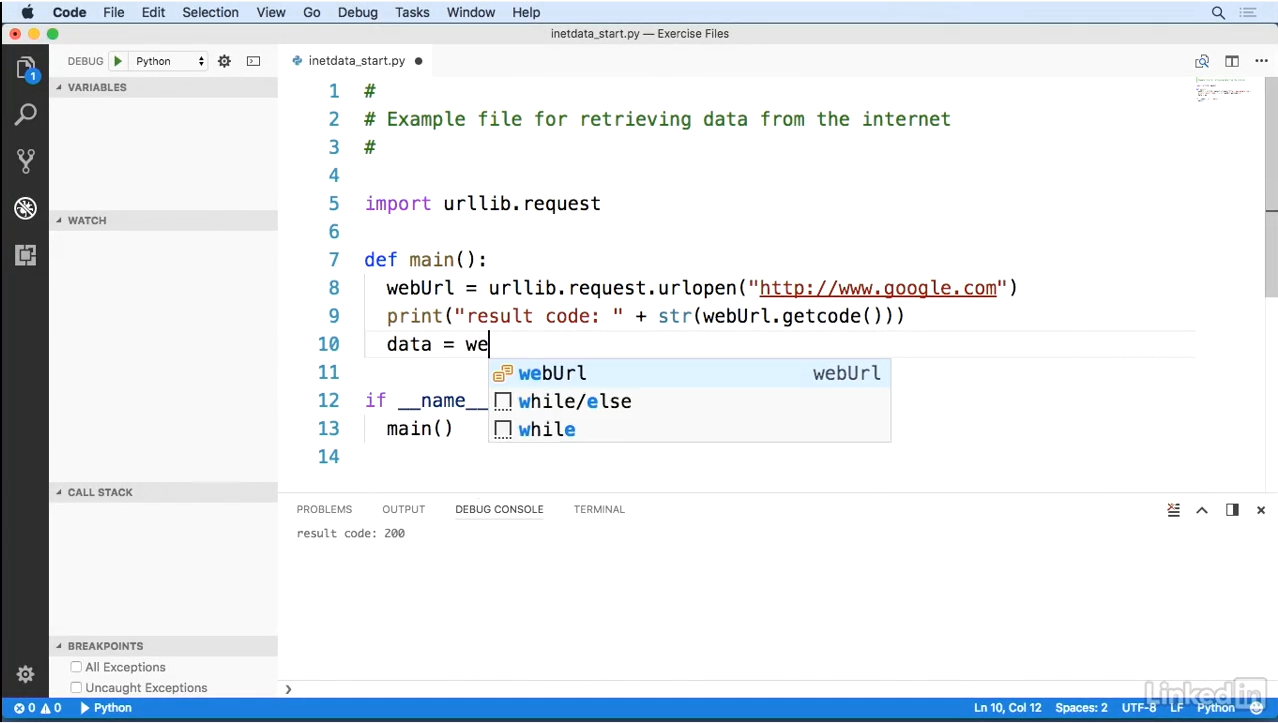 Code File Edit Selection View Go Debug Tasks Window Help
inetdata_start.py — Exercise Files
DEBUG Python
inetdata_start.py
1
VARIABLES
WATCH
CALL STACK
BREAKPOINTS
All Exceptions
Uncaught Exceptions
1 #
2 # Example file for retrieving data from the internet
3 #
4
5 import urllib.request
6
7 def main():
8 webUrl = urllib.request.urlopen("http://www.google.com")
9 print("result code: " + str(webUrl.getcode()))
10 data = we
11
12 if __name__
13 main()
14
webUrl webUrl
while/else
while
PROBLEMS OUTPUT DEBUG CONSOLE TERMINAL
result code: 200
Linked in
0 0 Python Ln 10, Col 12 Spaces: 2 UTF-8 LF Python